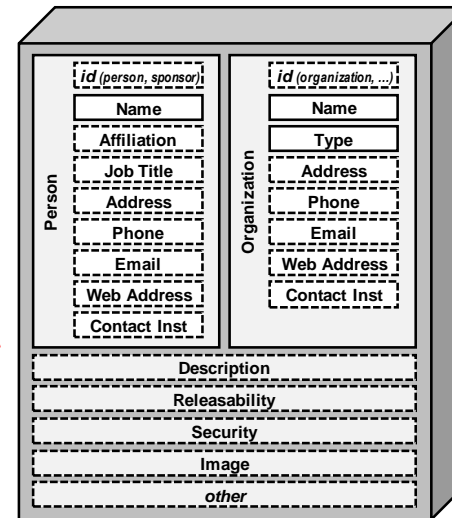 Person
id (person, sponsor)
Name
Affiliation
Job Title
Address
Phone
Email
Web Address
Contact Inst
Organization
id (organization, ...)
Name
Type
Address
Phone
Email
Web Address
Contact Inst
Description
Releasability
Security
Image
other